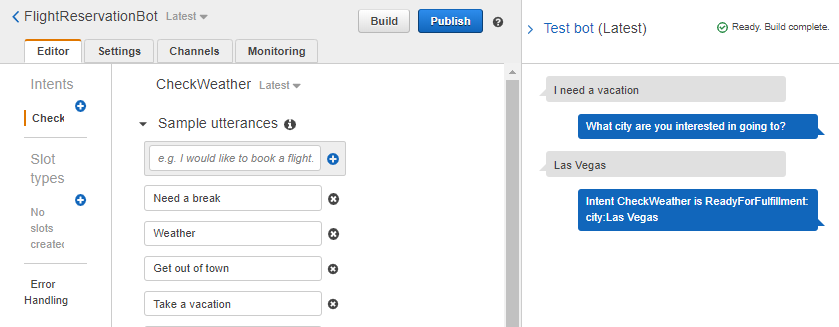 FlightReservationBot Latest
Build
Publish
Editor
Settings
Channels
Monitoring
Intents
Check
Slot
types
No
slots
created
Error
Handling
CheckWeather Latest
Sample utterances
e.g. I would like to book a flight.
Need a break
Weather
Get out of town
Take a vacation
Test bot (Latest)
Ready. Build complete.
I need a vacation
What city are you interested in going to?
Las Vegas
Intent CheckWeather is ReadyForFulfillment:
city:Las Vegas